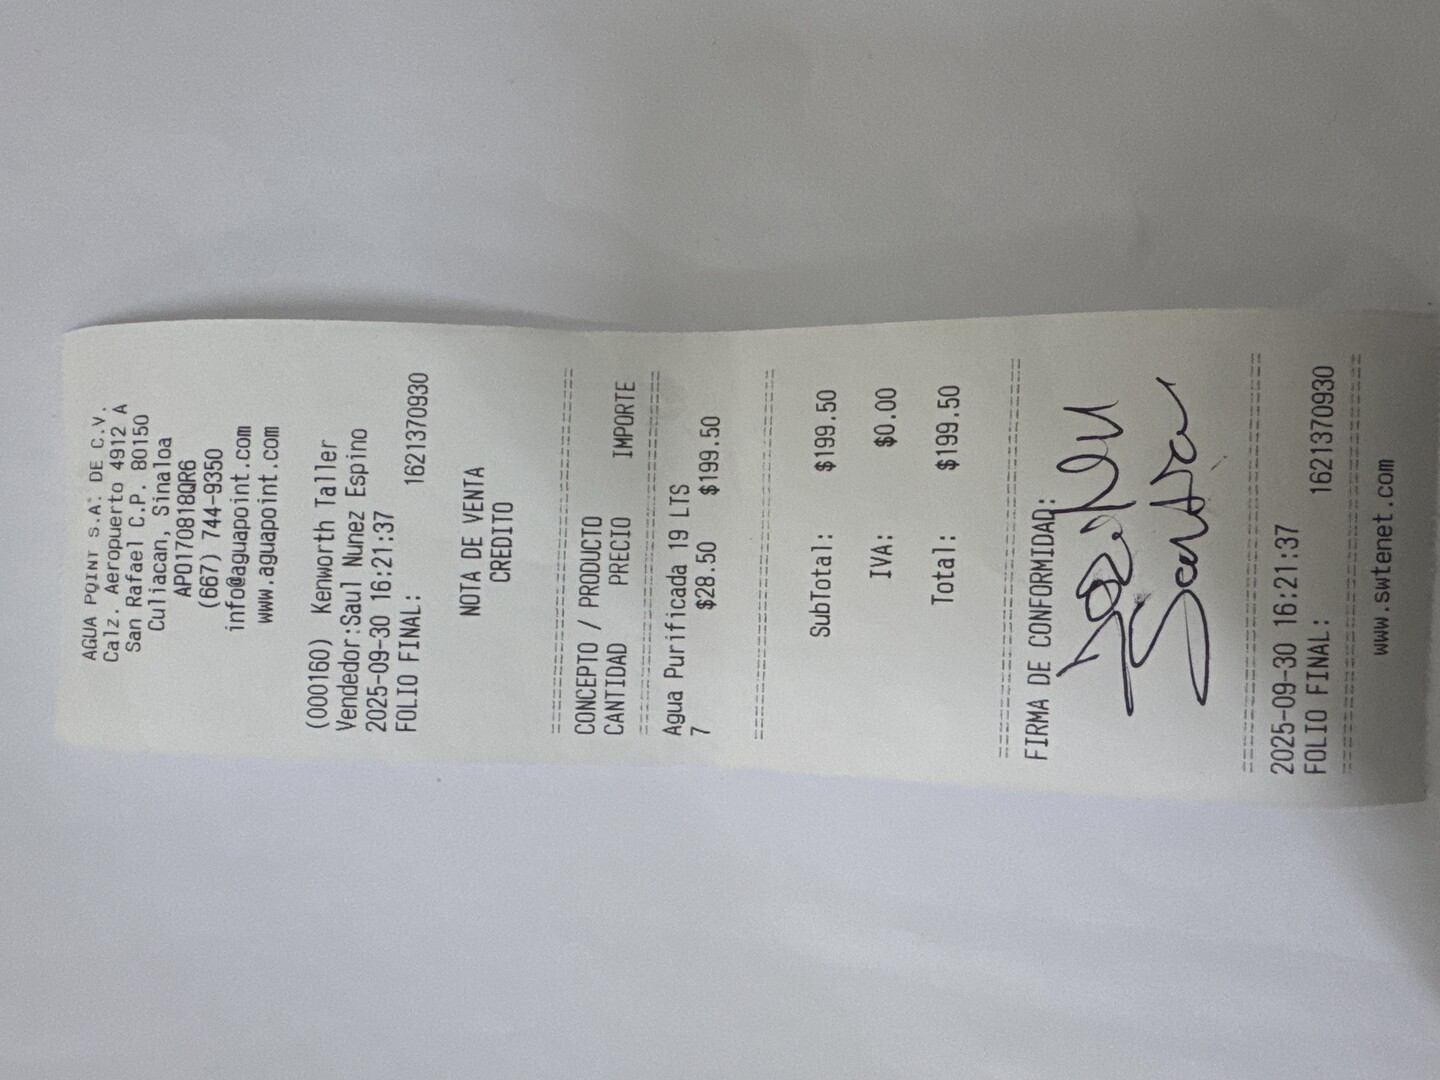 AGUA POINT S.A. DE C.V.
Calz. Aeropuerto 4912 A
San Rafael C.P. 80150
Culiacan, Sinaloa
APO170818QR6
(667) 744-9350
info@aguapoint.com
www.aguapoint.com
(000160) Kenworth Taller
Vendedor:Saul Nunez Espino
2025-09-30 16:21:37
FOLIO FINAL: 1621370930
NOTA DE VENTA
CREDITO
CONCEPTO / PRODUCTO
CANTIDAD PRECIO IMPORTE
Agua Purificada 19 LTS
7 $28.50 $199.50
SubTotal: $199.50
IVA: $0.00
Total: $199.50
FIRMA DE CONFORMIDAD:
2025-09-30 16:21:37
FOLIO FINAL: 1621370930
www.swtenet.com